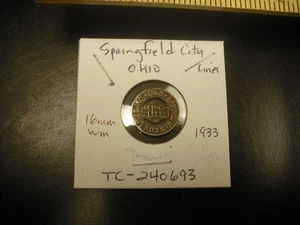 Springfield City
OHIO Lines
16mm
Wm 1933
TC-240693